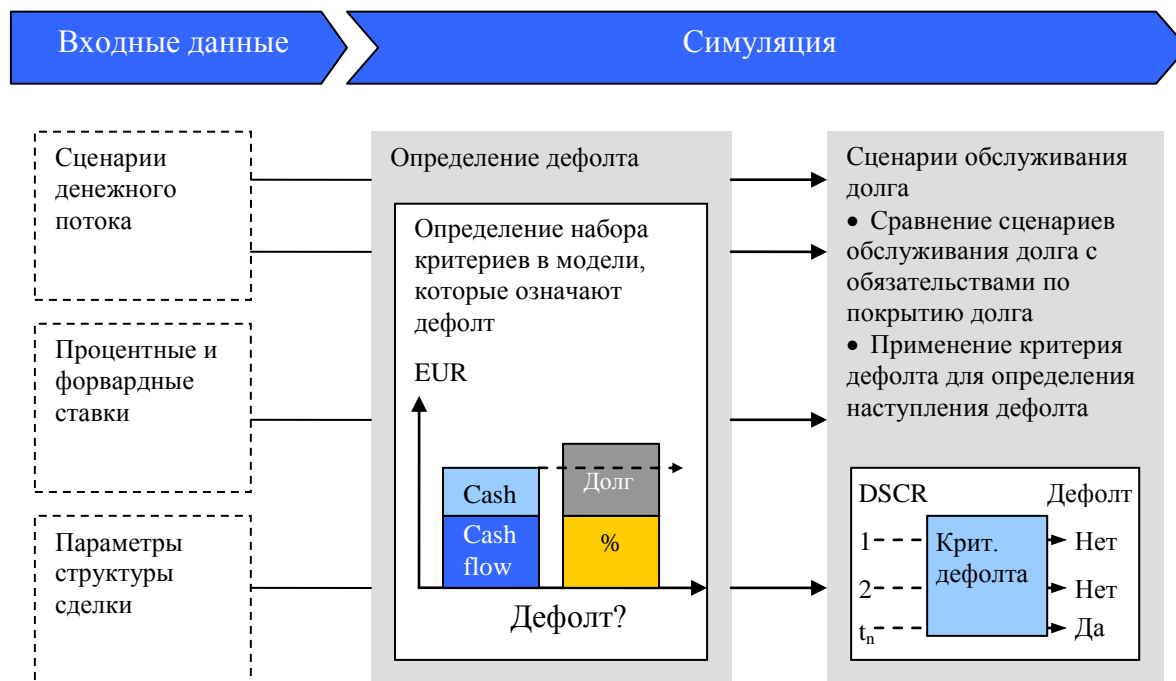 Входные данные
Симуляция
Сценарии
денежного
потока
Процентные и
форвардные
ставки
Параметры
структуры
сделки
Определение дефолта
Определение набора
критериев в модели,
которые означают
дефолт
EUR
Cash
Cash
flow
Долг
%
Дефолт?
Сценарии обслуживания
долга
• Сравнение сценариев
обслуживания долга с
обязательствами по
покрытию долга
• Применение критерия
дефолта для определения
наступления дефолта
DSCR Дефолт
1 Нет
Крит.
дефолта
2 Нет
tn Да